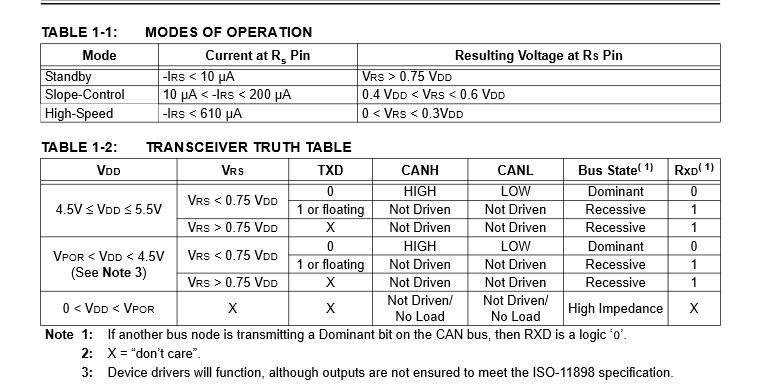 TABLE 1-1: MODES OF OPERATION
Mode Current at Rs Pin Resulting Voltage at Rs Pin
Standby -IRS < 10 µA VRS > 0.75 VDD
Slope-Control 10 µA < -IRS < 200 µA 0.4 VDD < VRS < 0.6 VDD
High-Speed -IRS < 610 µA 0 < VRS < 0.3VDD
TABLE 1-2: TRANSCEIVER TRUTH TABLE
VDD VRS TXD CANH CANL Bus State(1) RXD(1)
4.5V ≤ VDD ≤ 5.5V VRS < 0.75 VDD 0 HIGH LOW Dominant 0
1 or floating Not Driven Not Driven Recessive 1
VRS > 0.75 VDD X Not Driven Not Driven Recessive 1
VPOR < VDD < 4.5V (See Note 3) VRS < 0.75 VDD 0 HIGH LOW Dominant 0
1 or floating Not Driven Not Driven Recessive 1
VRS > 0.75 VDD X Not Driven Not Driven Recessive 1
0 < VDD < VPOR X X Not Driven/ No Load Not Driven/ No Load High Impedance X
Note 1: If another bus node is transmitting a Dominant bit on the CAN bus, then RXD is a logic ‘0’.
2: X = “don’t care”.
3: Device drivers will function, although outputs are not ensured to meet the ISO-11898 specification.